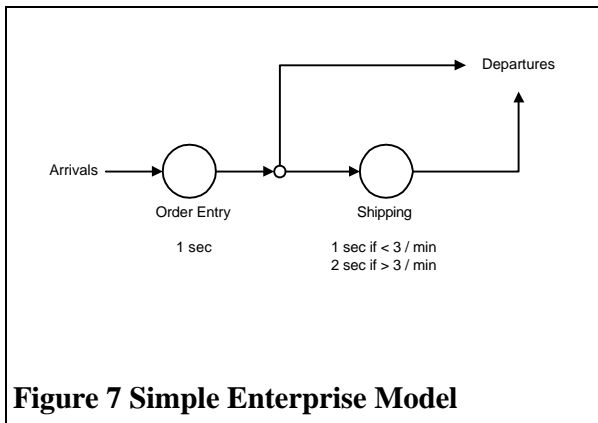 Departures
Arrivals
Order Entry
Shipping
1 sec
1 sec if < 3 / min
2 sec if > 3 / min
Figure 7 Simple Enterprise Model